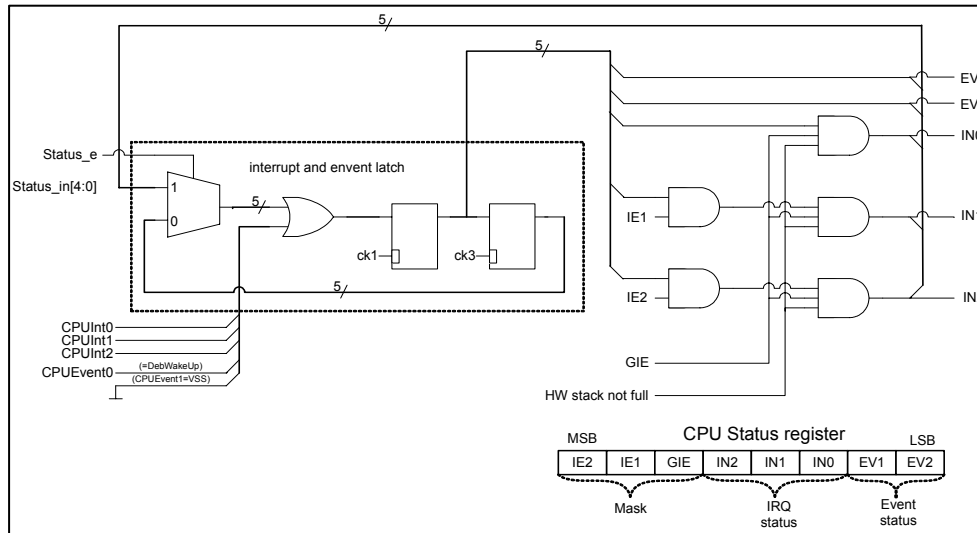 5
5
EV
EV
IN0
Status_e
interrupt and envent latch
Status_in[4:0]
1
5
0
IE1
IN1
ck1
ck3
5
IE2
IN
CPUInt0
CPUInt1
CPUInt2
CPUEvent0
(=DebWakeUp)
(CPUEvent1=VSS)
GIE
HW stack not full
CPU Status register
MSB
LSB
IE2 IE1 GIE IN2 IN1 IN0 EV1 EV2
Mask
IRQ
status
Event
status